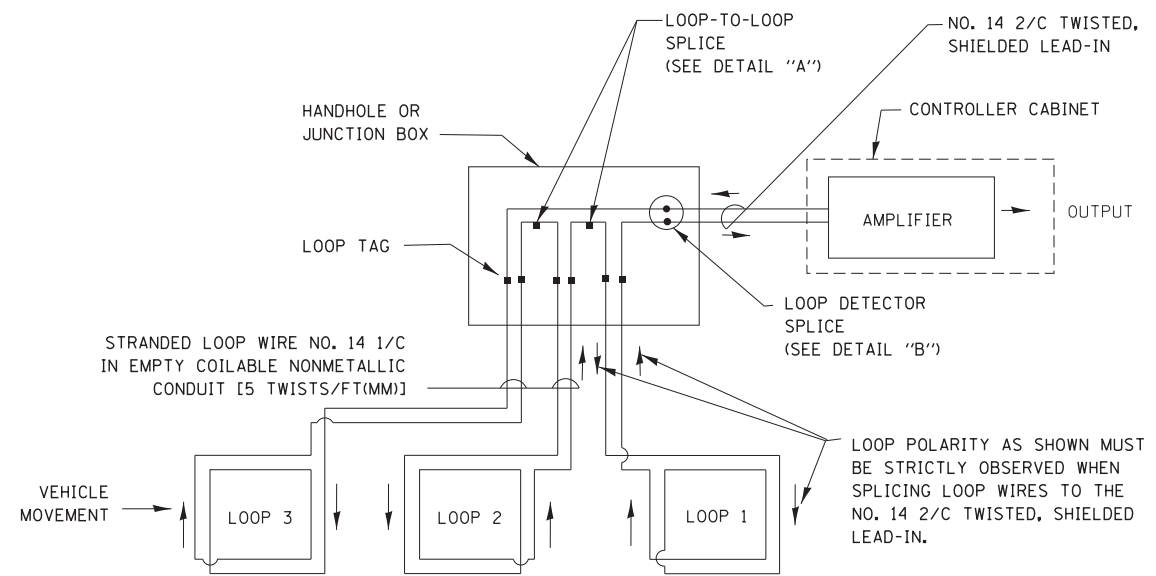 LOOP-TO-LOOP
SPLICE
(SEE DETAIL "A")
NO. 14 2/C TWISTED,
SHIELDED LEAD-IN
HANDHOLE OR
JUNCTION BOX
CONTROLLER CABINET
AMPLIFIER
OUTPUT
LOOP TAG
LOOP DETECTOR
SPLICE
(SEE DETAIL "B")
STRANDED LOOP WIRE NO. 14 1/C
IN EMPTY COILABLE NONMETALLIC
CONDUIT [5 TWISTS/FT(MM)]
LOOP POLARITY AS SHOWN MUST
BE STRICTLY OBSERVED WHEN
SPLICING LOOP WIRES TO THE
NO. 14 2/C TWISTED, SHIELDED
LEAD-IN.
VEHICLE
MOVEMENT
LOOP 3
LOOP 2
LOOP 1